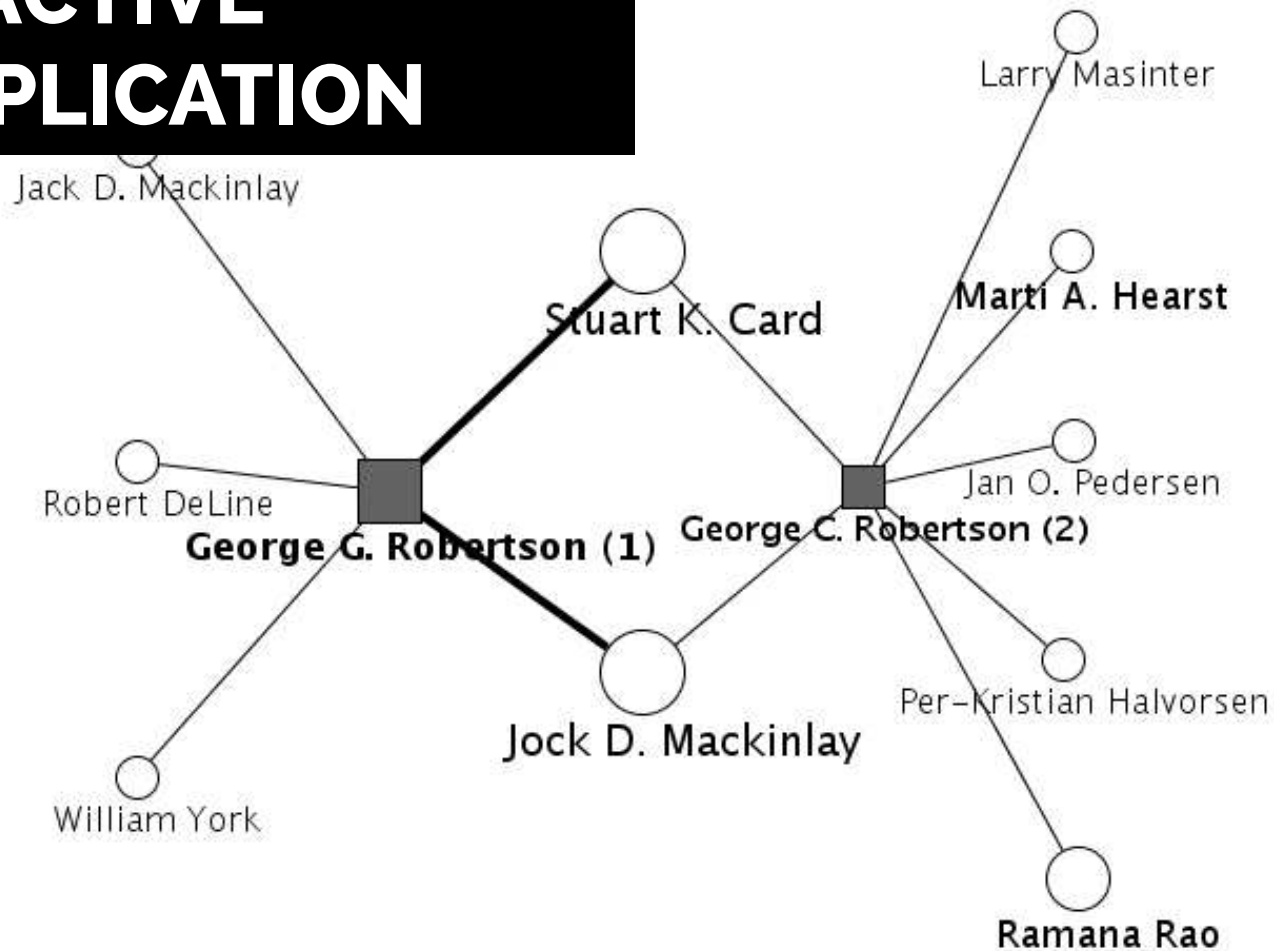 ACTIVE
PLICATION
Larry Masinter
Jack D. Mackinlay
Marti A. Hearst
Stuart K. Card
Jan O. Pedersen
Robert DeLine
George C. Robertson (2)
George G. Robertson (1)
Per-Kristian Halvorsen
Jock D. Mackinlay
William York
Ramana Rao